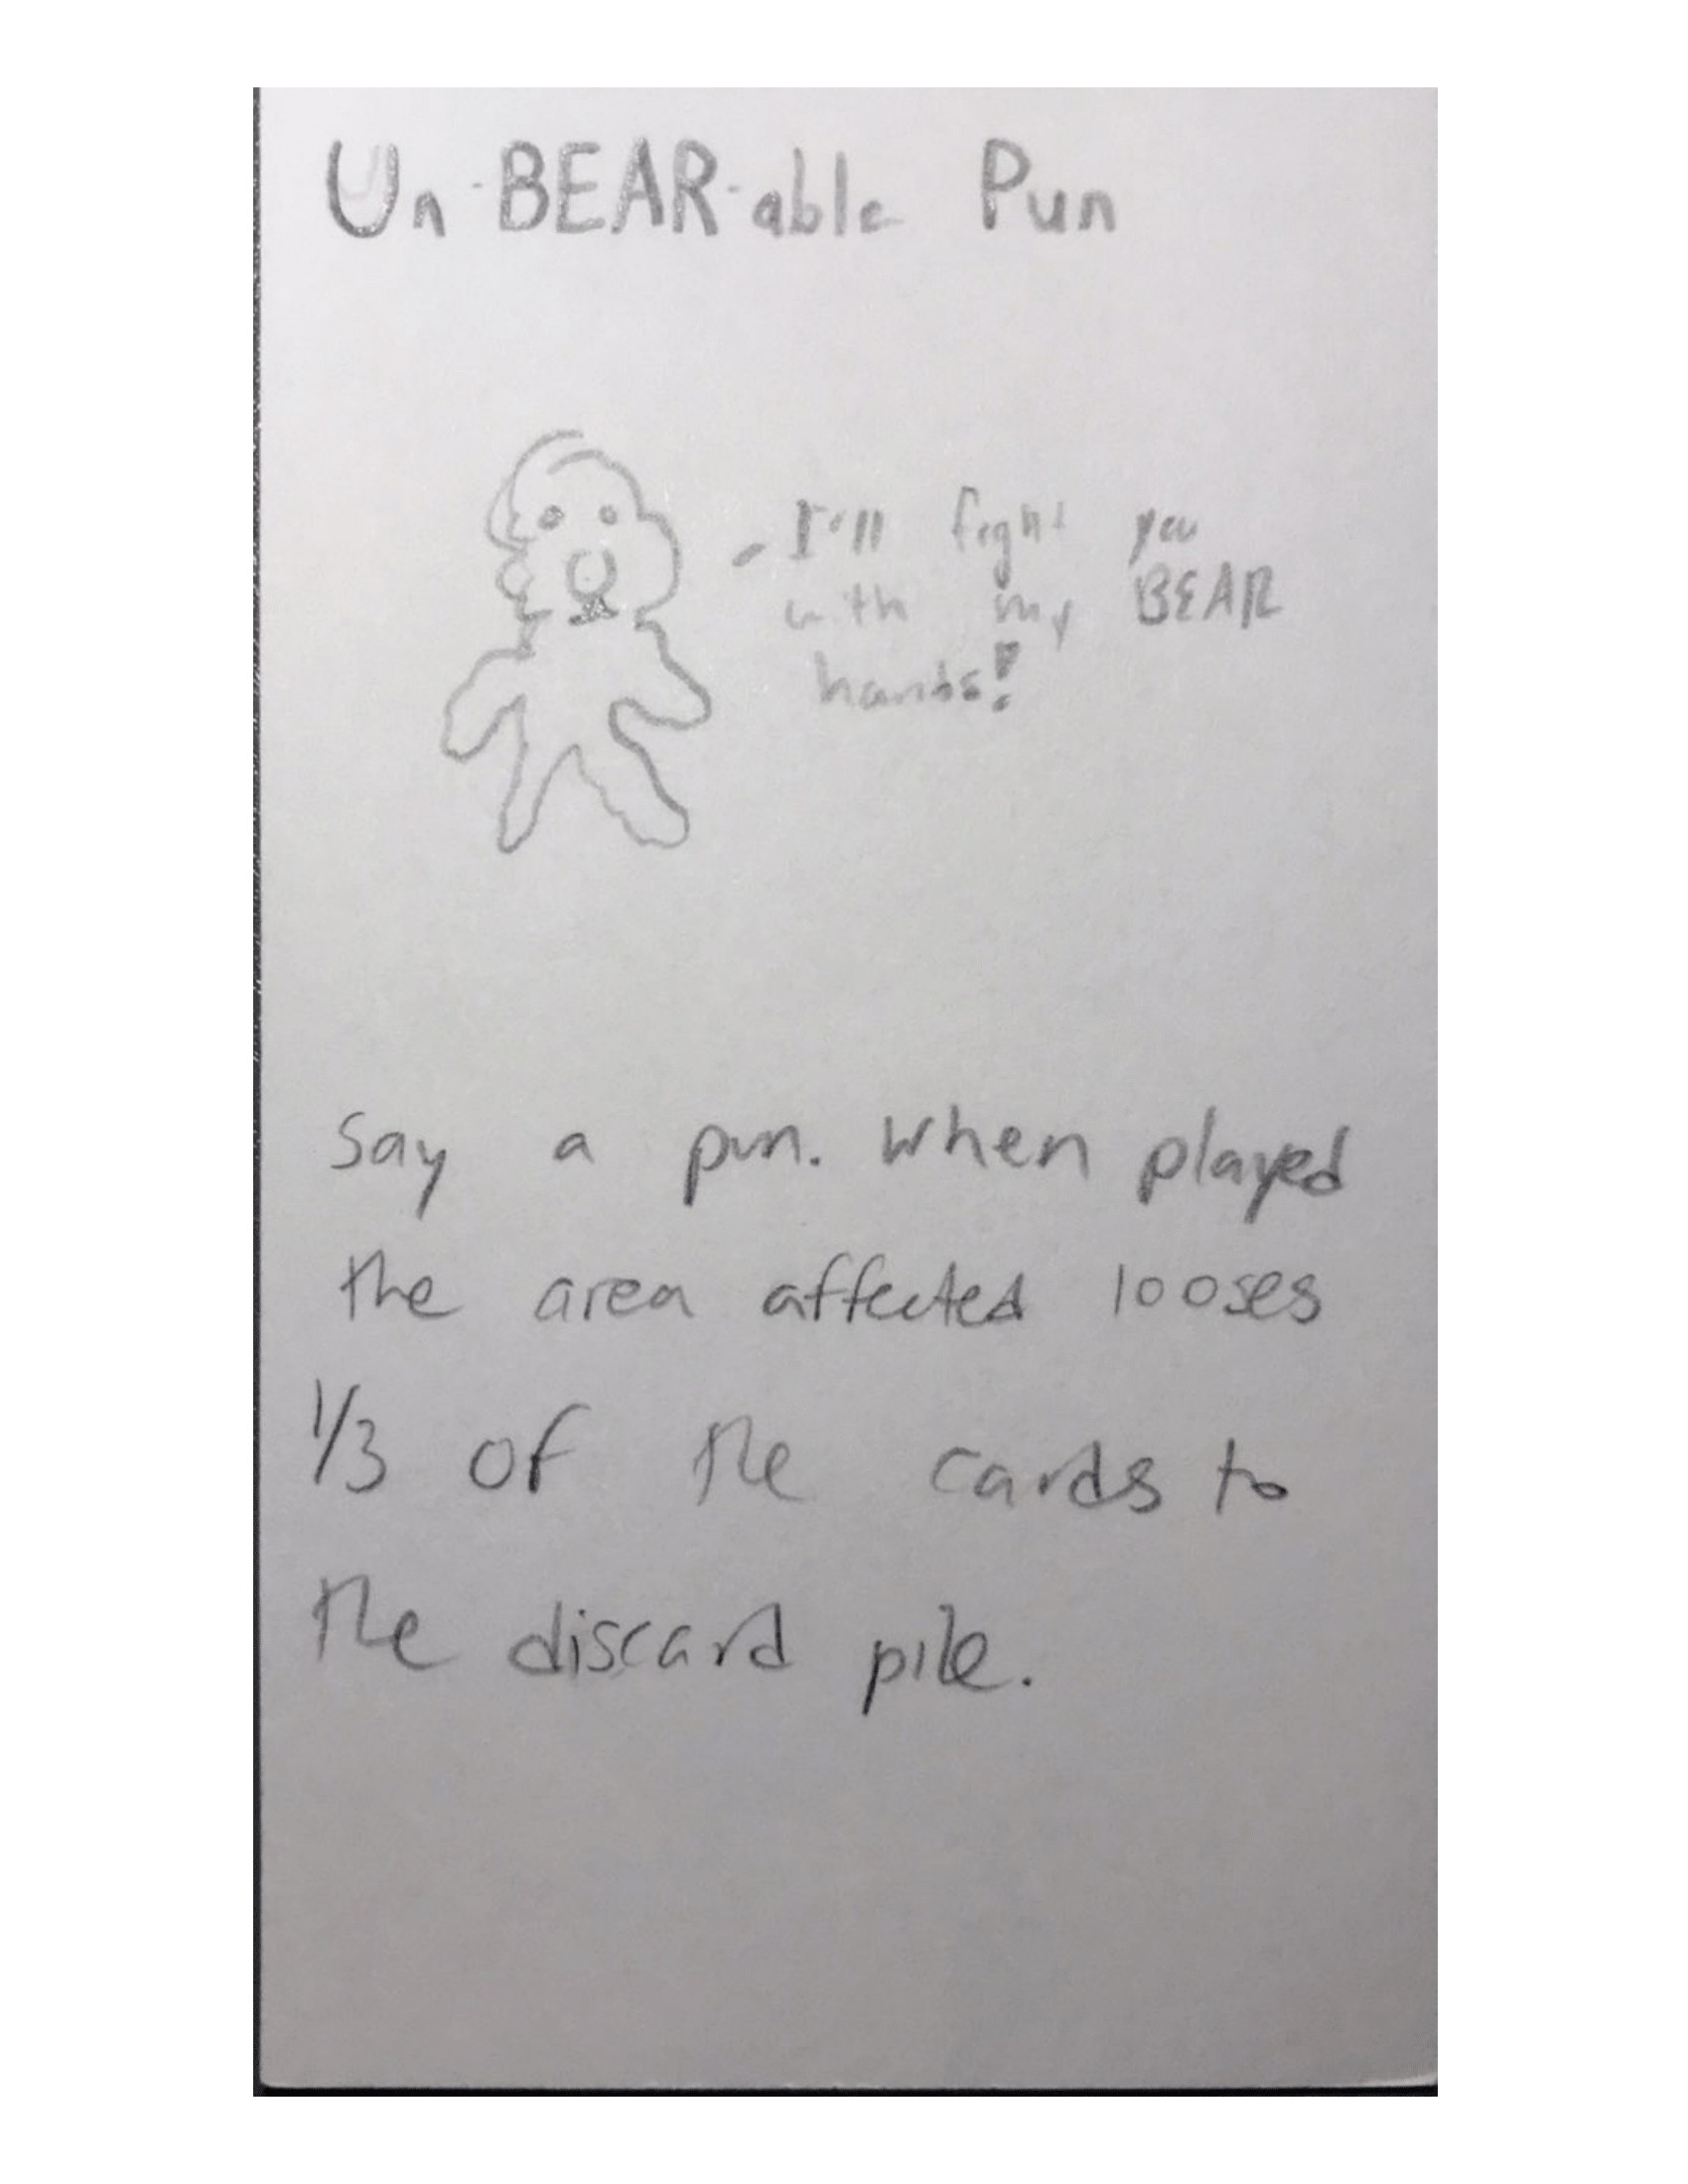 Un-BEAR-able Pun
I'll fight you
with my BEAR
hands!
Say a pun. When played
the area affected looses
1/3 of the cards to
the discard pile.